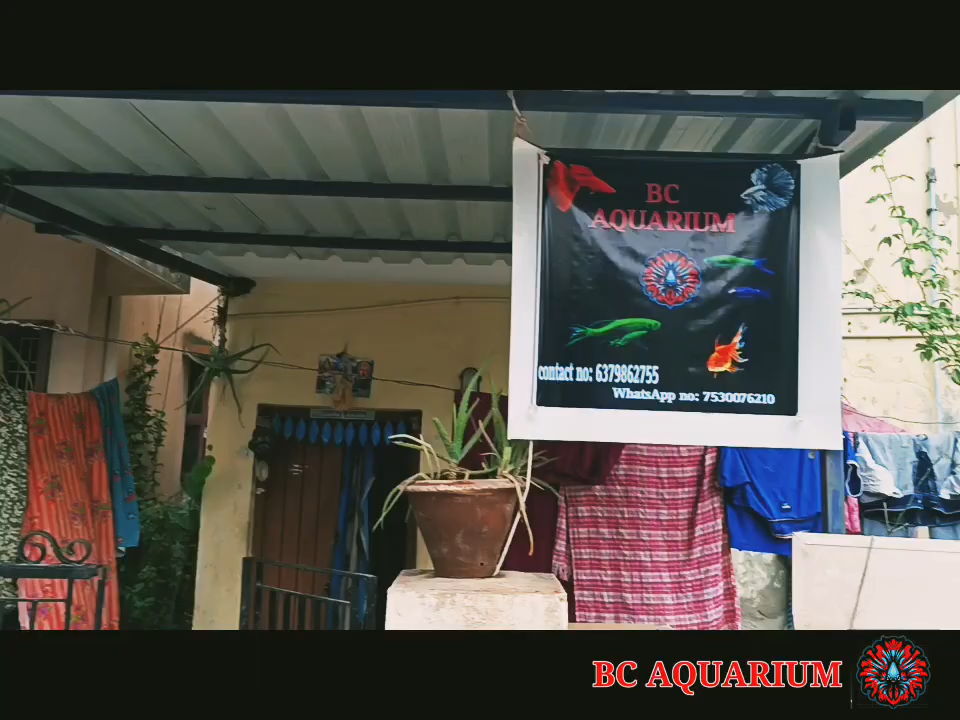 BC
AQUARIUM
contact no: 6379862755
WhatsApp no: 7530076210
BC AQUARIUM